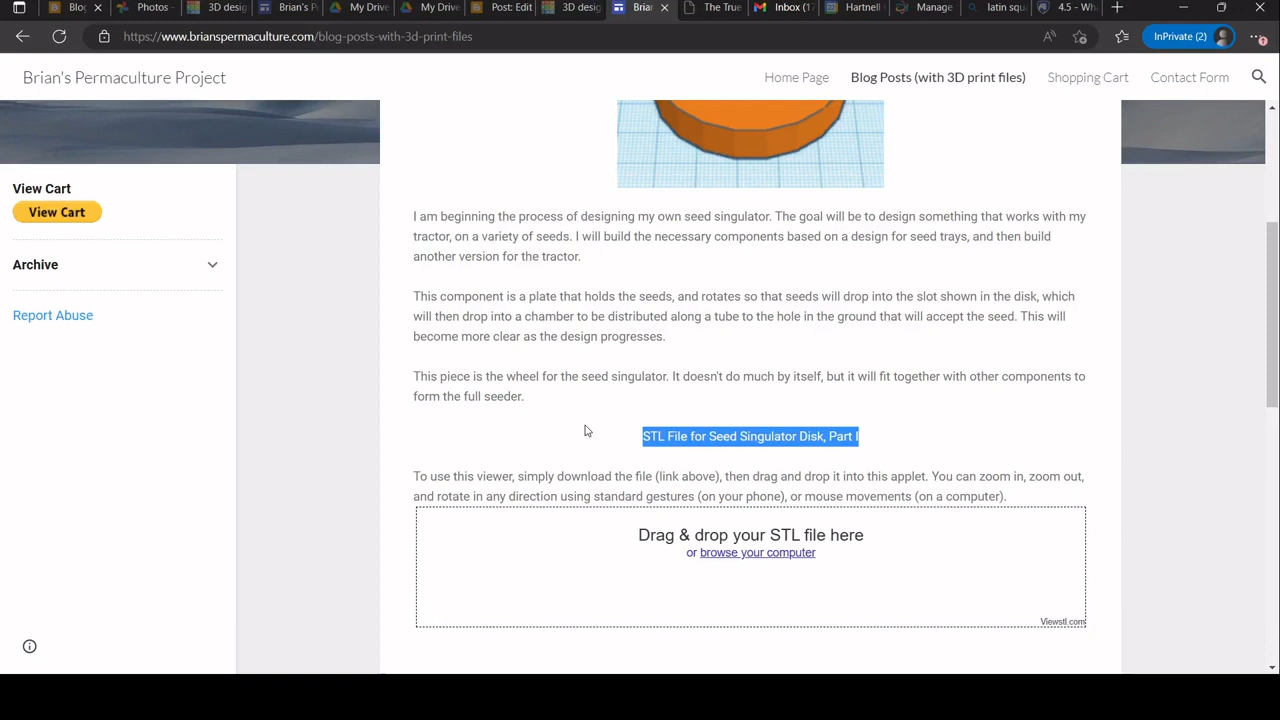 Blog
Photos -
3D desi
Brian's P
My Drive
My Driv
Post: Edit
3D desi
Brian
The True
Inbox (17
Hartnell
Manage
latin squ
4.5 - Wha
https://www.brianspermaculture.com/blog-posts-with-3d-print-files
InPrivate (2)
Brian's Permaculture Project
Home Page
Blog Posts (with 3D print files)
Shopping Cart
Contact Form
View Cart
View Cart
Archive
Report Abuse
I am beginning the process of designing my own seed singulator. The goal will be to design something that works with my
tractor, on a variety of seeds. I will build the necessary components based on a design for seed trays, and then build
another version for the tractor.
This component is a plate that holds the seeds, and rotates so that seeds will drop into the slot shown in the disk, which
will then drop into a chamber to be distributed along a tube to the hole in the ground that will accept the seed. This will
become more clear as the design progresses.
This piece is the wheel for the seed singulator. It doesn't do much by itself, but it will fit together with other components to
form the full seeder.
STL File for Seed Singulator Disk, Part I
To use this viewer, simply download the file (link above), then drag and drop it into this applet. You can zoom in, zoom out,
and rotate in any direction using standard gestures (on your phone), or mouse movements (on a computer).
Drag & drop your STL file here
or browse your computer
Viewstl.com